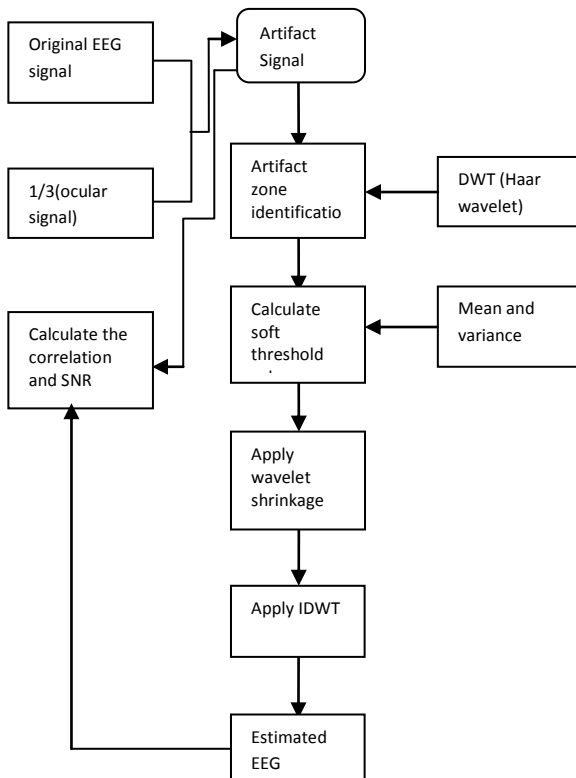 Original EEG
signal
Artifact
Signal
1/3(ocular
signal)
Artifact
zone
identificatio
DWT (Haar
wavelet)
Calculate the
correlation
and SNR
Calculate
soft
threshold
Mean and
variance
Apply
wavelet
shrinkage
Apply IDWT
Estimated
EEG